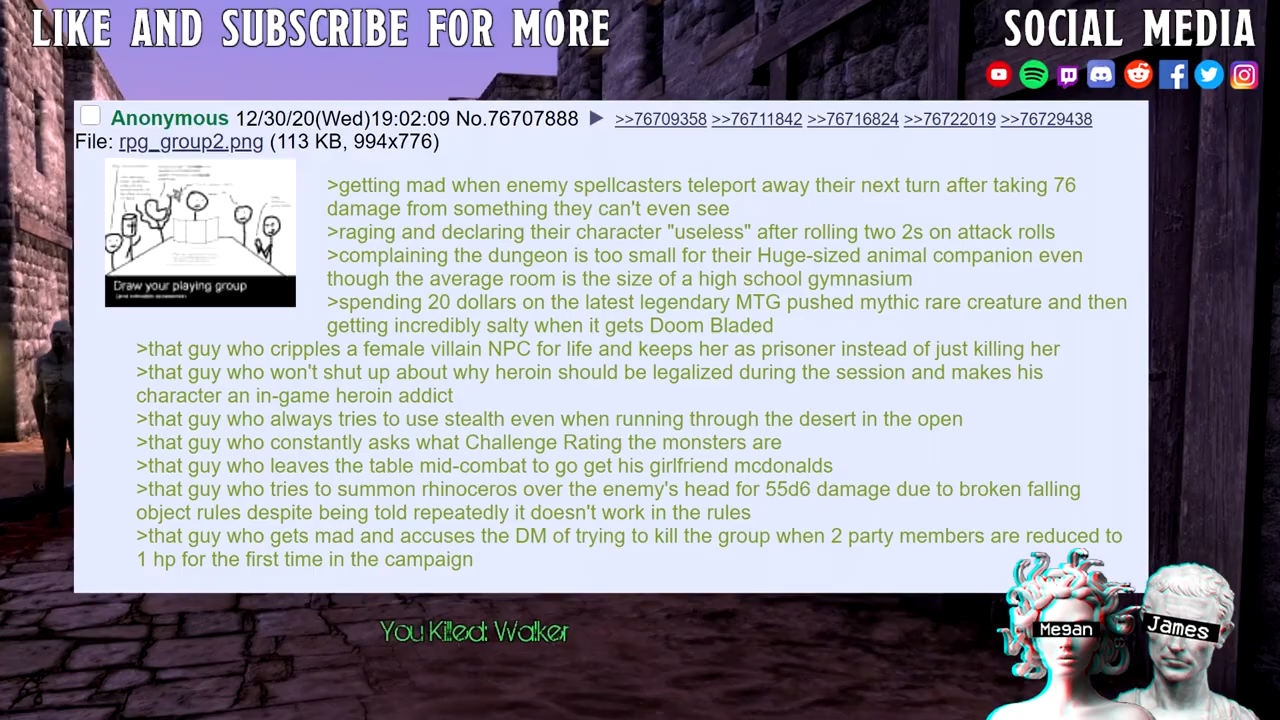 LIKE AND SUBSCRIBE FOR MORE
SOCIAL MEDIA
Anonymous 12/30/20(Wed)19:02:09 No.76707888 ▶ >>76709358 >>76711842 >>76716824 >>76722019 >>76729438
File: rpg_group2.png (113 KB, 994x776)
Draw your playing group
>getting mad when enemy spellcasters teleport away their next turn after taking 76
damage from something they can't even see
>raging and declaring their character "useless" after rolling two 2s on attack rolls
>complaining the dungeon is too small for their Huge-sized animal companion even
though the average room is the size of a high school gymnasium
>spending 20 dollars on the latest legendary MTG pushed mythic rare creature and then
getting incredibly salty when it gets Doom Bladed
>that guy who cripples a female villain NPC for life and keeps her as prisoner instead of just killing her
>that guy who won't shut up about why heroin should be legalized during the session and makes his
character an in-game heroin addict
>that guy who always tries to use stealth even when running through the desert in the open
>that guy who constantly asks what Challenge Rating the monsters are
>that guy who leaves the table mid-combat to go get his girlfriend mcdonalds
>that guy who tries to summon rhinoceros over the enemy's head for 55d6 damage due to broken falling
object rules despite being told repeatedly it doesn't work in the rules
>that guy who gets mad and accuses the DM of trying to kill the group when 2 party members are reduced to
1 hp for the first time in the campaign
You Killed: Walker
Megan
James